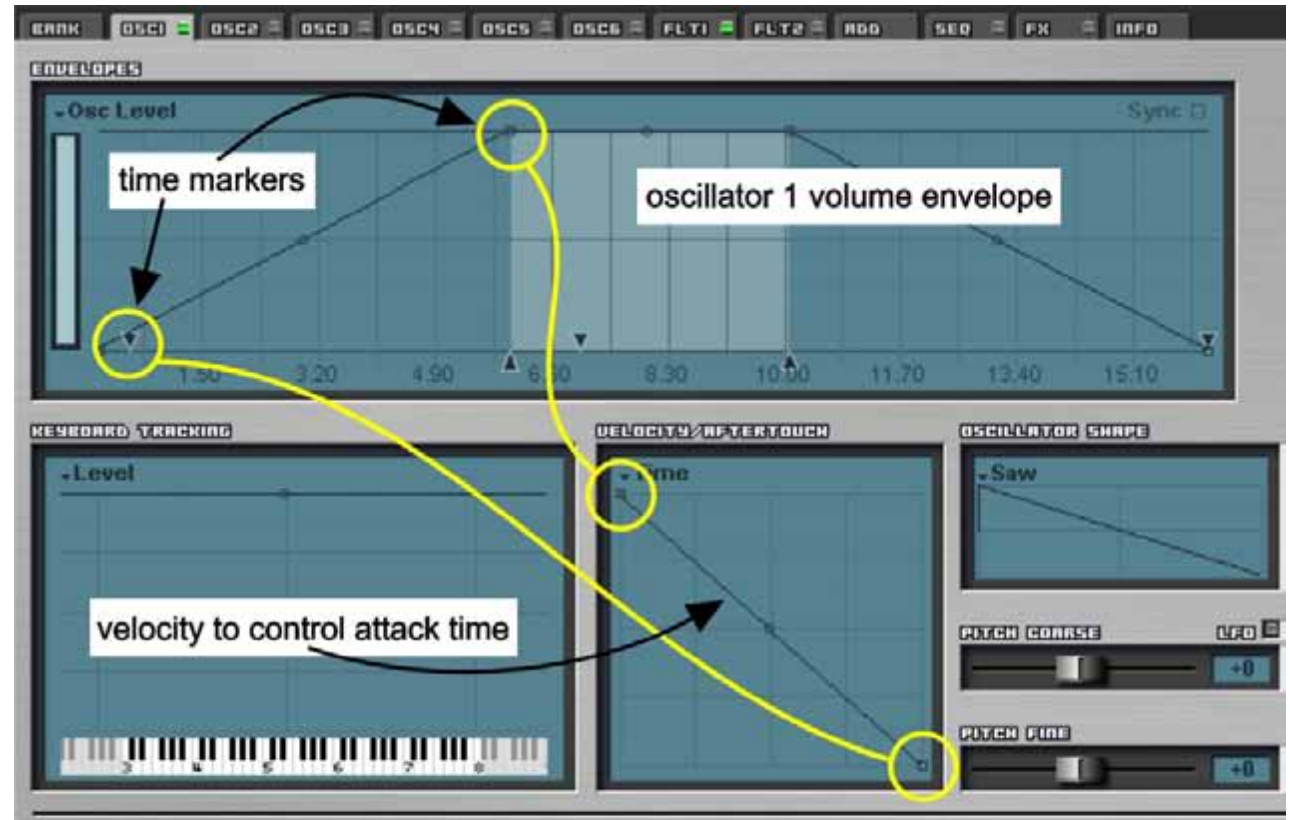 BANK OSC1 OSC2 OSC3 OSC4 OSC5 OSC6 FLT1 FLT2 ADD SEQ FX INFO
ENVELOPES
Osc Level Sync
time markers
oscillator 1 volume envelope
1.50 3.20 4.90 6.60 8.30 10.00 11.70 13.40 15.10
KEYBOARD TRACKING VELOCITY/AFTERTOUCH OSCILLATOR SHAPE
Level Time Saw
velocity to control attack time
PITCH COARSE LFO
+0
PITCH FINE
+0
3 4 5 6 7 8